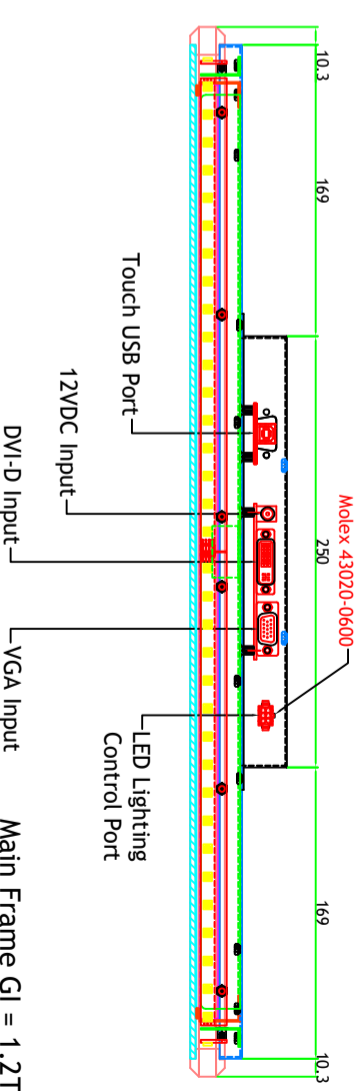 10.3
169
250
169
10.3
Molex 43020-0600
Touch USB Port
12VDC Input
DVI-D Input
VGA Input
LED Lighting
Control Port
Main Frame GI = 1.2T